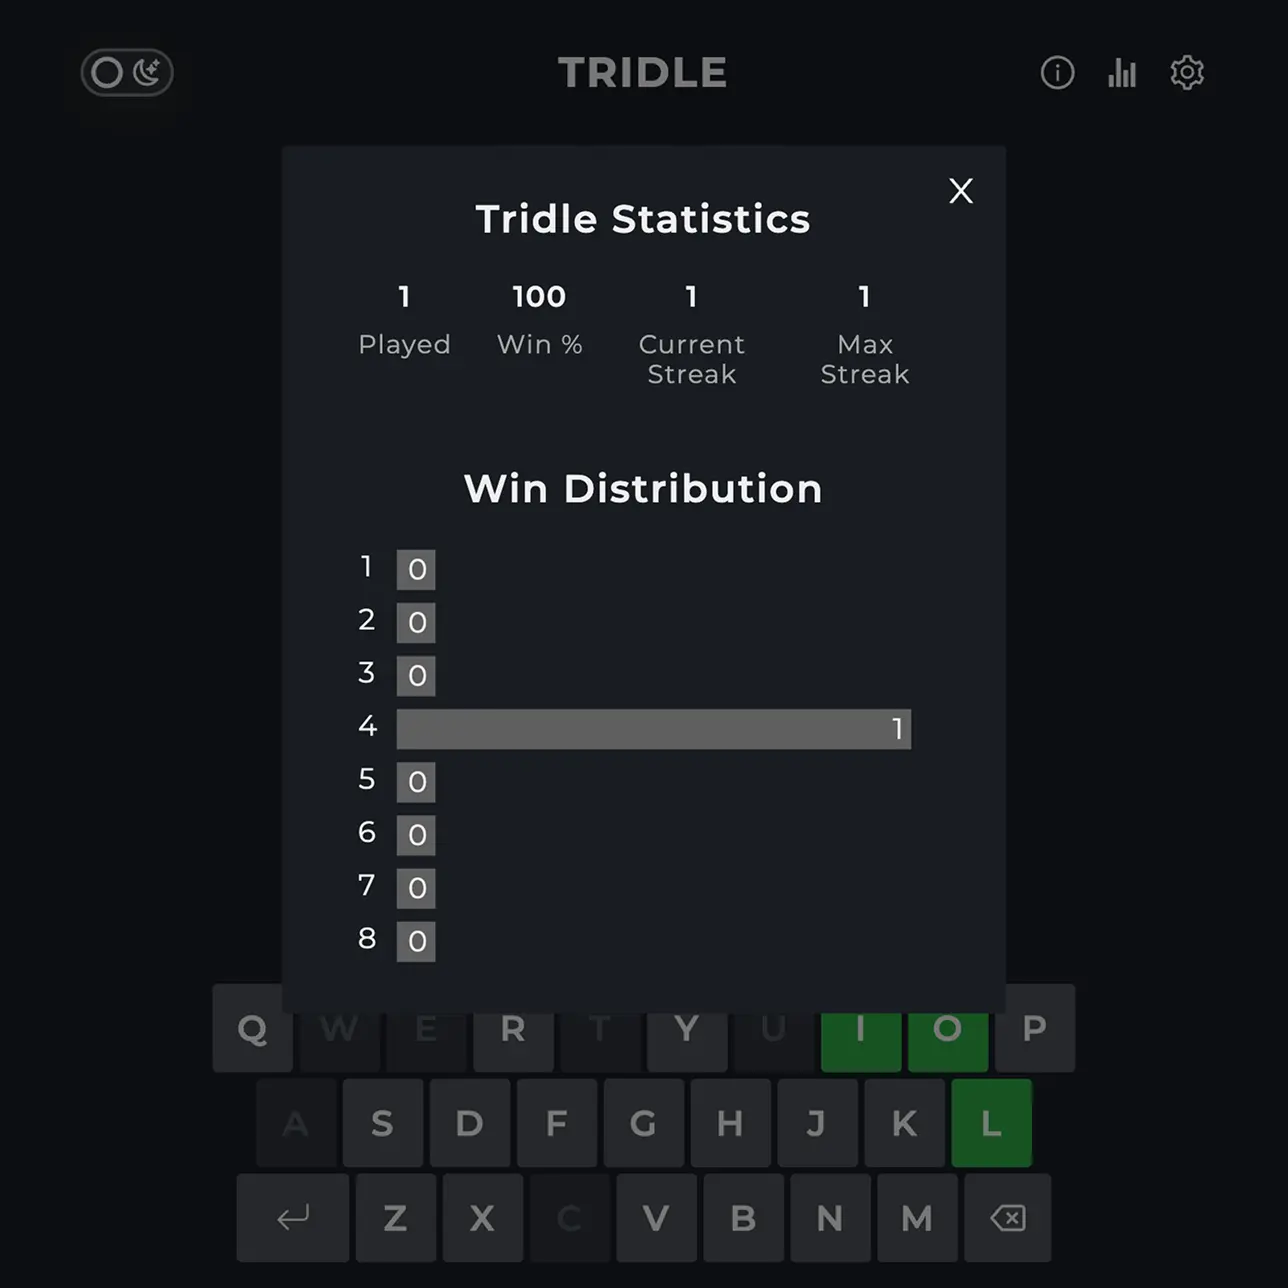 TRIDLE
X
Tridle Statistics
1 100 1 1
Played Win % Current Streak Max Streak
Win Distribution
1 0
2 0
3 0
4 1
5 0
6 0
7 0
8 0
Q W E R T Y U I O P
A S D F G H J K L
Z X C V B N M